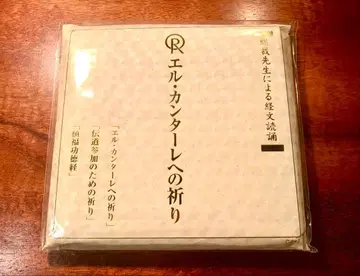 先生による経文読誦
エル・カンターレへの祈り
「エル・カンターレへの祈り」
「伝道参加のための祈り」
福功徳経」